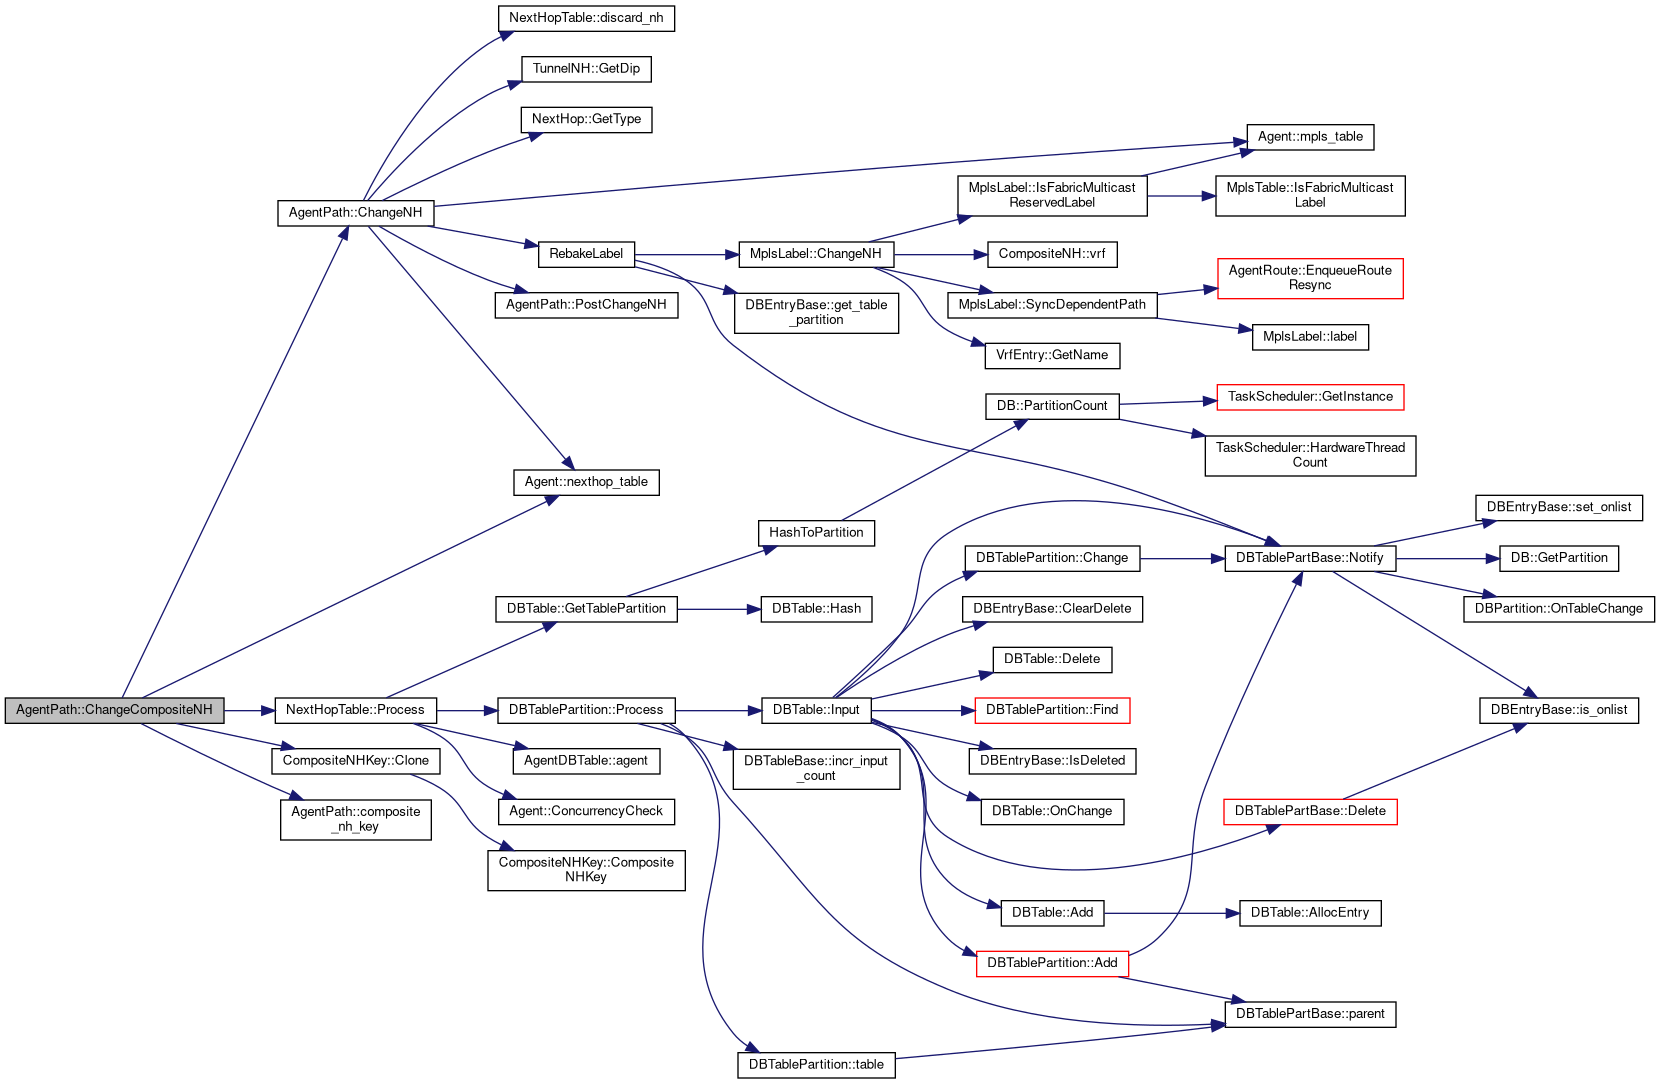 NextHopTable::discard_nh
TunnelNH::GetDip
NextHop::GetType
Agent::mpls_table
MplsLabel::IsFabricMulticast
ReservedLabel
MplsTable::IsFabricMulticast
Label
AgentPath::ChangeNH
RebakeLabel
MplsLabel::ChangeNH
CompositeNH::vrf
AgentRoute::EnqueueRoute
Resync
AgentPath::PostChangeNH
DBEntryBase::get_table
_partition
MplsLabel::SyncDependentPath
MplsLabel::label
VrfEntry::GetName
DB::PartitionCount
TaskScheduler::GetInstance
TaskScheduler::HardwareThread
Count
Agent::nexthop_table
HashToPartition
DBEntryBase::set_onlist
DBTablePartition::Change
DBTablePartBase::Notify
DB::GetPartition
DBTable::GetTablePartition
DBTable::Hash
DBEntryBase::ClearDelete
DBPartition::OnTableChange
DBTable::Delete
AgentPath::ChangeCompositeNH
NextHopTable::Process
DBTablePartition::Process
DBTable::Input
DBTablePartition::Find
DBEntryBase::is_onlist
CompositeNHKey::Clone
AgentDBTable::agent
DBTableBase::incr_input
_count
DBEntryBase::IsDeleted
AgentPath::composite
_nh_key
Agent::ConcurrencyCheck
DBTable::OnChange
DBTablePartBase::Delete
CompositeNHKey::Composite
NHKey
DBTable::Add
DBTable::AllocEntry
DBTablePartition::Add
DBTablePartBase::parent
DBTablePartition::table